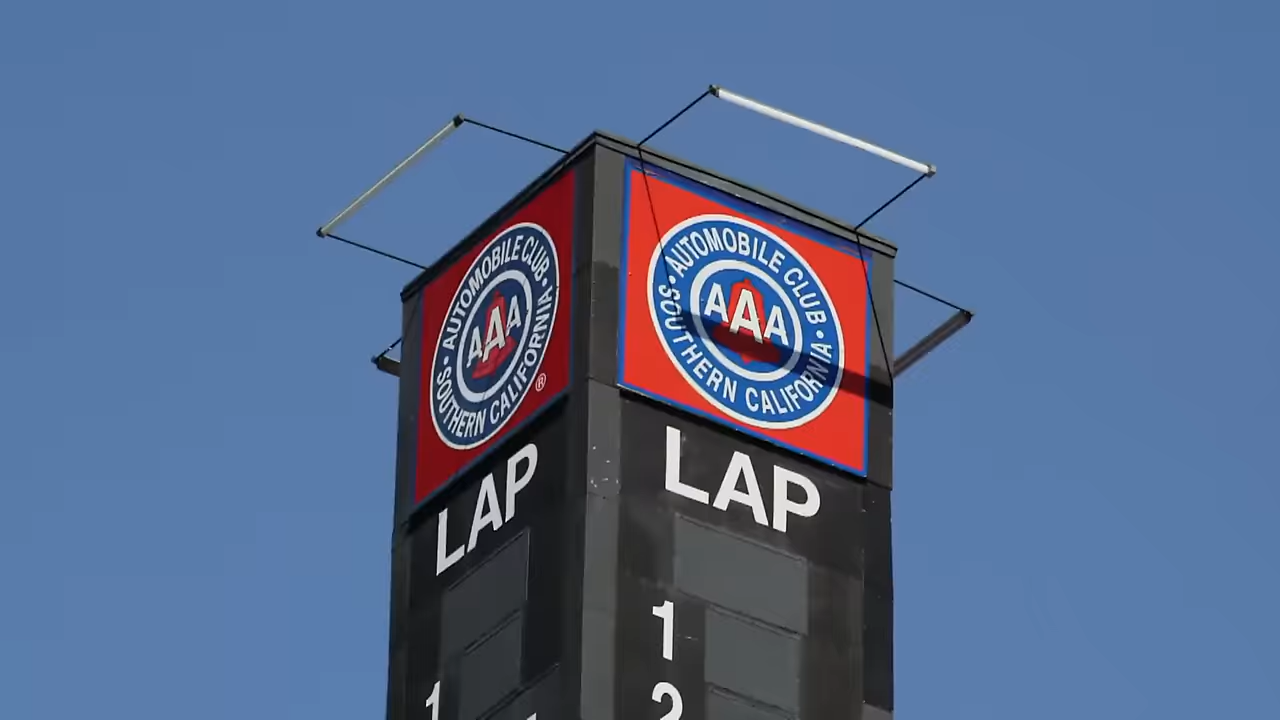 AUTOMOBILE CLUB
AAA
SOUTHERN CALIFORNIA
®
LAP
1
AUTOMOBILE CLUB
AAA
SOUTHERN CALIFORNIA
LAP
1
2